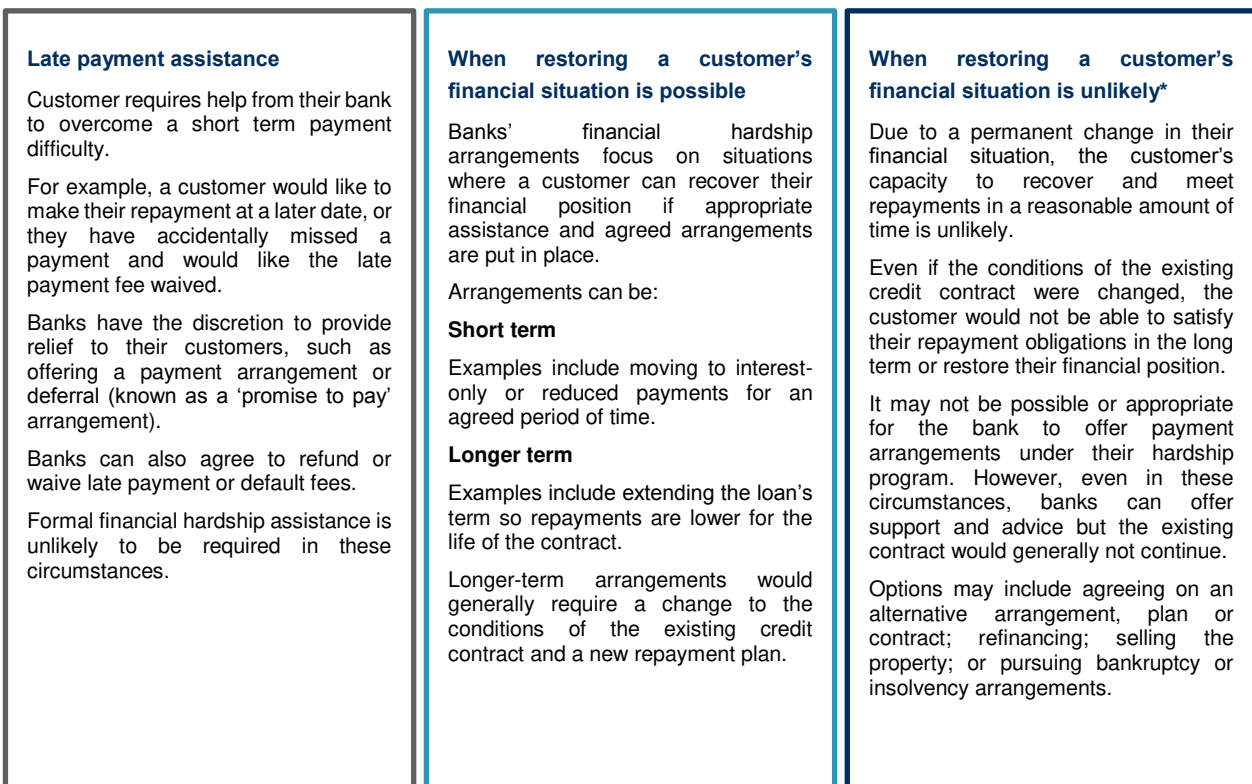 Late payment assistance
Customer requires help from their bank
to overcome a short term payment
difficulty.
For example, a customer would like to
make their repayment at a later date, or
they have accidentally missed a
payment and would like the late
payment fee waived.
Banks have the discretion to provide
relief to their customers, such as
offering a payment arrangement or
deferral (known as a ‘promise to pay’
arrangement).
Banks can also agree to refund or
waive late payment or default fees.
Formal financial hardship assistance is
unlikely to be required in these
circumstances.
When restoring a customer’s
financial situation is possible
Banks’ financial hardship
arrangements focus on situations
where a customer can recover their
financial position if appropriate
assistance and agreed arrangements
are put in place.
Arrangements can be:
Short term
Examples include moving to interest-
only or reduced payments for an
agreed period of time.
Longer term
Examples include extending the loan’s
term so repayments are lower for the
life of the contract.
Longer-term arrangements would
generally require a change to the
conditions of the existing credit
contract and a new repayment plan.
When restoring a customer’s
financial situation is unlikely*
Due to a permanent change in their
financial situation, the customer’s
capacity to recover and meet
repayments in a reasonable amount of
time is unlikely.
Even if the conditions of the existing
credit contract were changed, the
customer would not be able to satisfy
their repayment obligations in the long
term or restore their financial position.
It may not be possible or appropriate
for the bank to offer payment
arrangements under their hardship
program. However, even in these
circumstances, banks can offer
support and advice but the existing
contract would generally not continue.
Options may include agreeing on an
alternative arrangement, plan or
contract; refinancing; selling the
property; or pursuing bankruptcy or
insolvency arrangements.